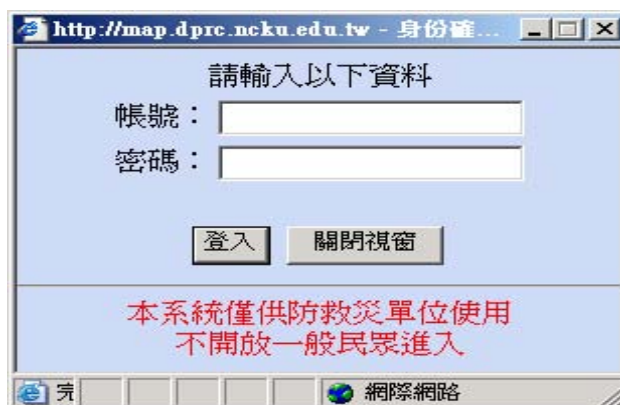 http://map.dprc.ncku.edu.tw - 身份確...
請輸入以下資料
帳號：
密碼：
登入 關閉視窗
本系統僅供防救災單位使用
不開放一般民眾進入
完 網際網路